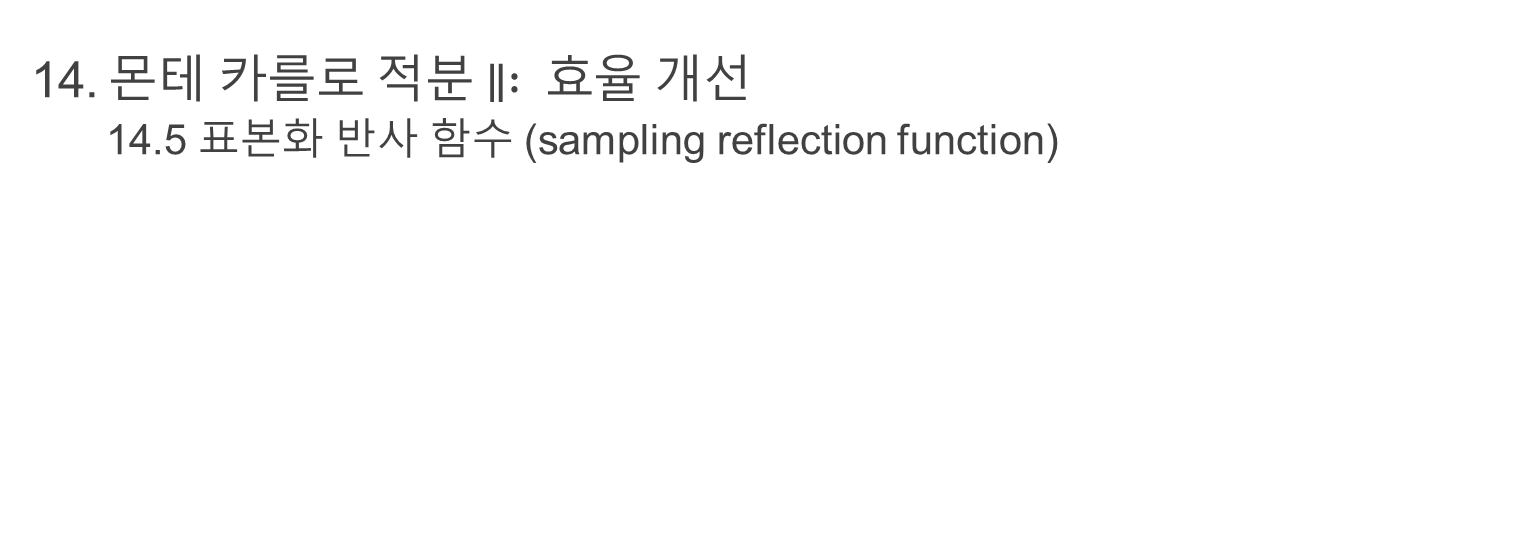 14. 몬테 카를로 적분 ||: 효율 개선
14.5 표본화 반사 함수 (sampling reflection function)